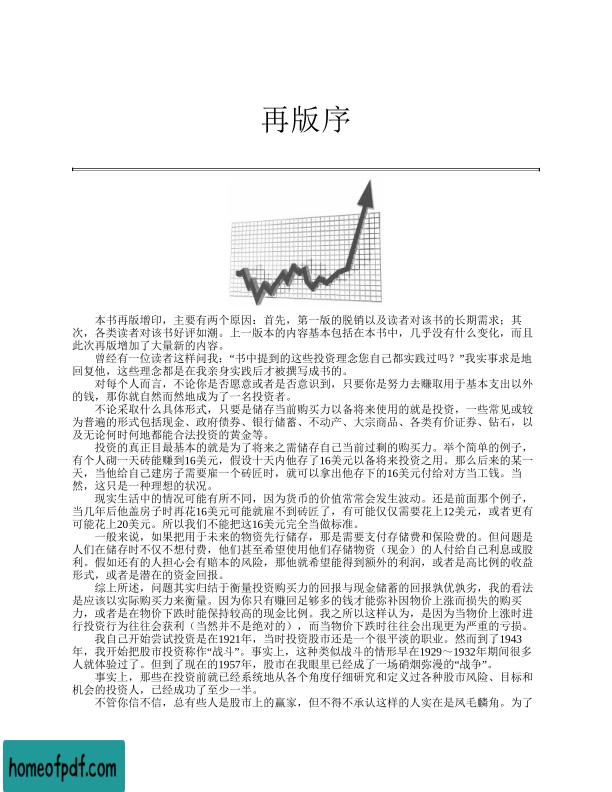 再版序
本书再版增印，主要有两个原因：首先，第一版的脱销以及读者对该书的长期需求；其
次，各类读者对该书好评如潮。上一版本的内容基本包括在本书中，几乎没有什么变化，而且
此次再版增加了大量新的内容。
曾经有一位读者这样问我：“书中提到的这些投资理念您自己都实践过吗？”我实事求是地
回复他，这些理念都是在我亲身实践后才被撰写成书的。
对每个人而言，不论你是否愿意或者是否意识到，只要你是努力去赚取用于基本支出以外
的钱，那你就自然而然地成为了一名投资者。
不论采取什么具体形式，只要是储存当前购买力以备将来使用的就是投资，一些常见或较
为普遍的形式包括现金、政府债券、银行储蓄、不动产、大宗商品、各类有价证券、钻石，以
及无论何时何地都能合法投资的黄金等。
投资的真正目最基本的就是为了将来之需储存自己当前过剩的购买力。举个简单的例子，
有个人砌一天砖能赚到16美元，假设十天内他存了16美元以备将来投资之用。那么后来的某一
天，当他给自己建房子需要雇一个砖匠时，就可以拿出他存下的16美元付给对方当工钱。当
然，这只是一种理想的状况。
现实生活中的情况可能有所不同，因为货币的价值常常会发生波动。还是前面那个例子，
当几年后他盖房子时再花16美元可能就雇不到砖匠了，有可能仅仅需要花上12美元，或者更有
可能花上20美元。所以我们不能把这16美元完全当做标准。
一般来说，如果把用于未来的物资先行储存，那是需要支付存储费和保险费的。但问题是
人们在储存时不仅不想付费，他们甚至希望使用他们存储物资（现金）的人付给自己利息或股
利。假如还有的人担心会有赔本的风险，那他就希望能得到额外的利润，或者是高比例的收益
形式，或者是潜在的资金回报。
综上所述，问题其实归结于衡量投资购买力的回报与现金储蓄的回报孰优孰劣，我的看法
是应该以实际购买力来衡量。因为你只有赚回足够多的钱才能弥补因物价上涨而损失的购买
力，或者是在物价下跌时能保持较高的现金比例。我之所以这样认为，是因为当物价上涨时进
行投资行为往往会获利（当然并不是绝对的），而当物价下跌时往往会出现更为严重的亏损。
我自己开始尝试投资是在1921年，当时投资股市还是一个很平淡的职业。然而到了1943
年，我开始把股市投资称作“战斗”。事实上，这种类似战斗的情形早在1929～1932年期间很多
人就体验过了。但到了现在的1957年，股市在我眼里已经成了一场硝烟弥漫的“战争”。
事实上，那些在投资前就已经系统地从各个角度仔细研究和定义过各种股市风险、目标和
机会的投资人，已经成功了至少一半。
不管你信不信，总有些人是股市上的赢家，但不得不承认这样的人实在是凤毛麟角。为了
homeofpdf.com